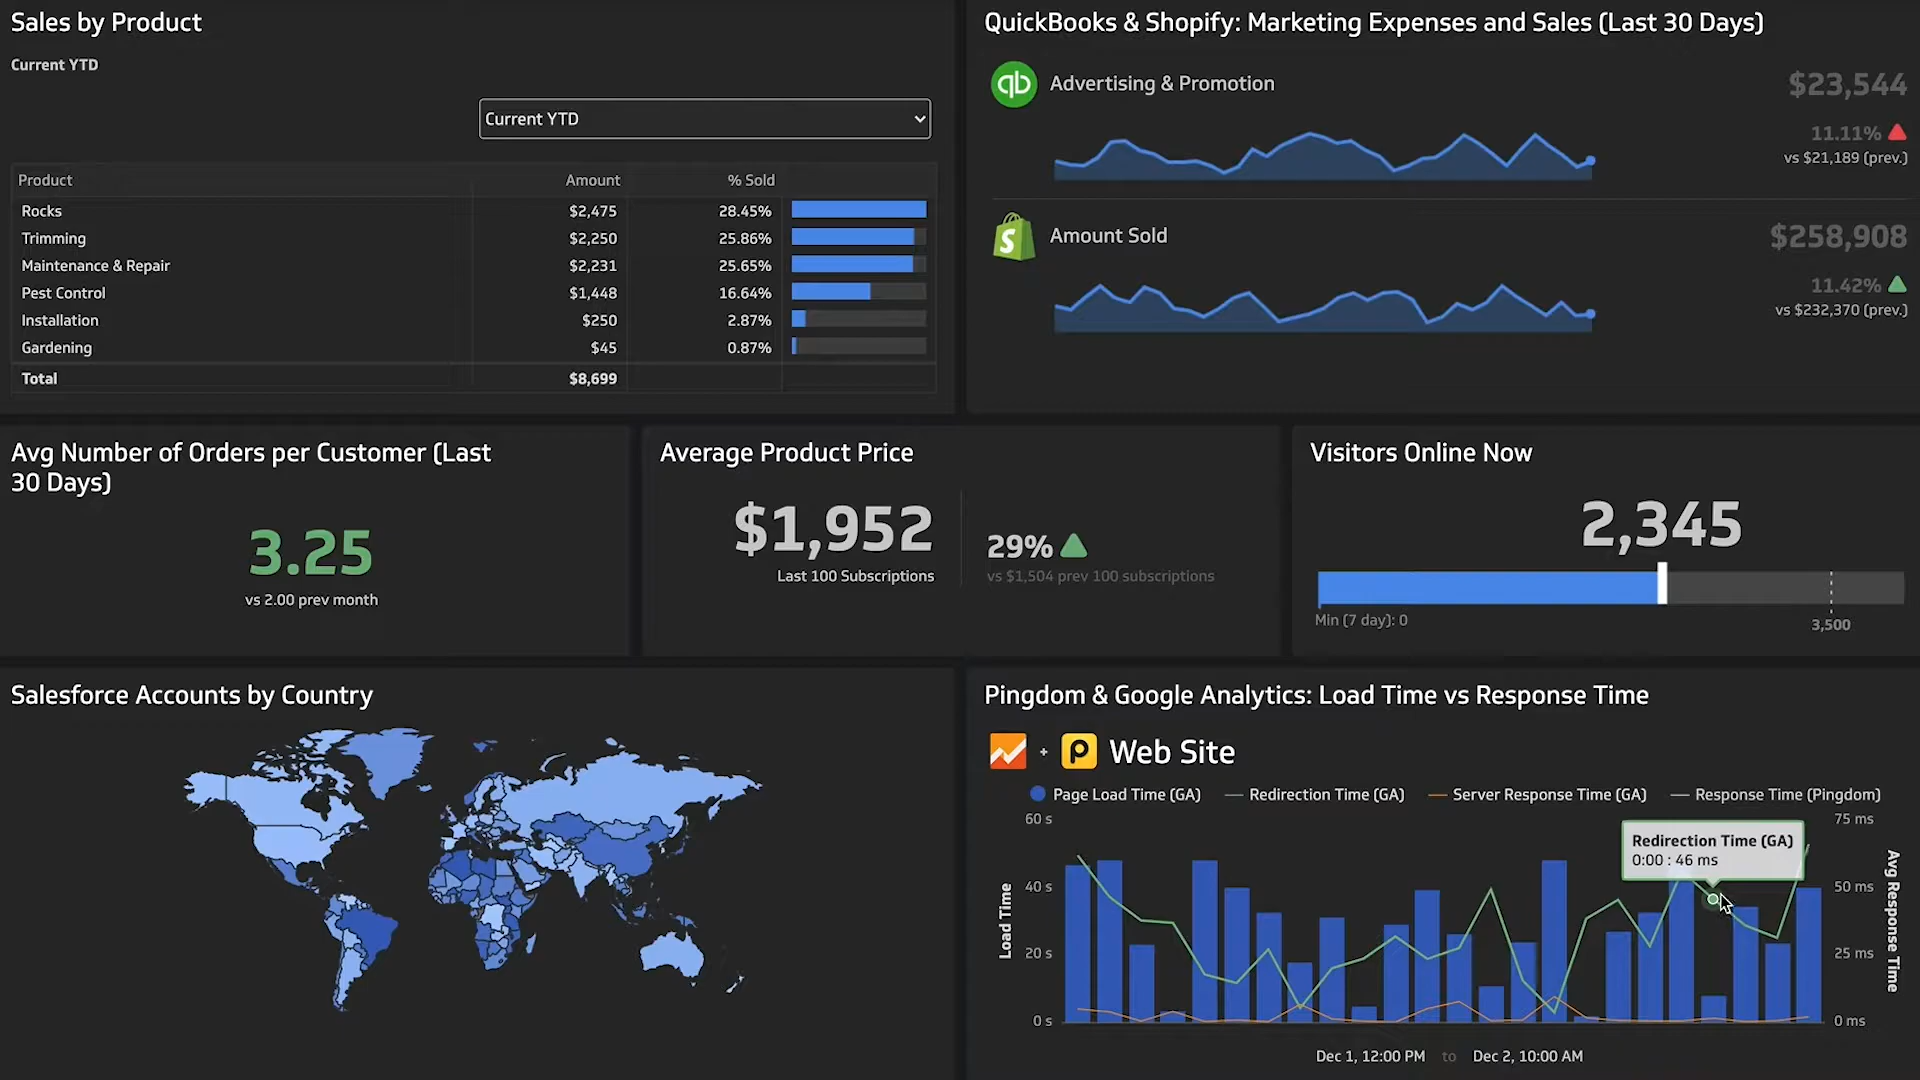 Sales by Product
Current YTD
Current YTD
Product Amount % Sold
Rocks $2,475 28.45%
Trimming $2,250 25.86%
Maintenance & Repair $2,231 25.65%
Pest Control $1,448 16.64%
Installation $250 2.87%
Gardening $45 0.87%
Total $8,699
QuickBooks & Shopify: Marketing Expenses and Sales (Last 30 Days)
qb Advertising & Promotion $23,544
11.11%
vs $21,189 (prev.)
S Amount Sold $258,908
11.42%
vs $232,370 (prev.)
Avg Number of Orders per Customer (Last
30 Days)
3.25
vs 2.00 prev month
Average Product Price
$1,952
Last 100 Subscriptions
29%
vs $1,504 prev 100 subscriptions
Visitors Online Now
2,345
Min (7 day): 0
3,500
Salesforce Accounts by Country
Pingdom & Google Analytics: Load Time vs Response Time
+ P Web Site
Page Load Time (GA) Redirection Time (GA) Server Response Time (GA) Response Time (Pingdom)
60 s 75 ms
Redirection Time (GA)
0:00 : 46 ms
40 s 50 ms
Load Time
Avg Response Time
20 s 25 ms
0 s 0 ms
Dec 1, 12:00 PM to Dec 2, 10:00 AM